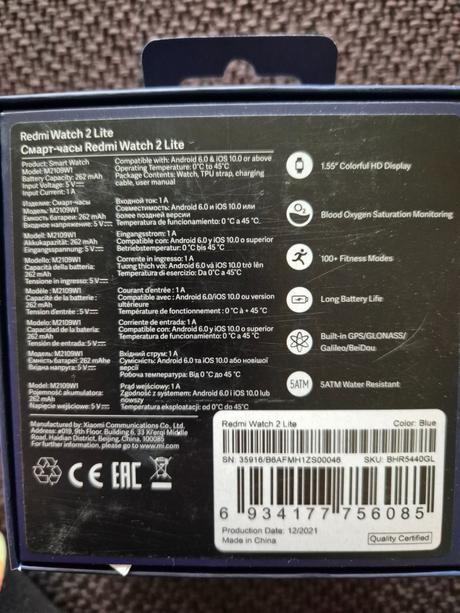 Redmi Watch 2 Lite
Смарт-часы Redmi Watch 2 Lite
Product: Smart Watch
Model: M2109W1
Battery Capacity: 262 mAh
Input Voltage: 5 V⎓
Input Current: 1 A
Compatible with: Android 6.0 & iOS 10.0 or above
Operating Temperature: 0°C to 45°C
Package Contents: Watch, TPU strap, charging
cable, user manual
Изделие: Смарт-часы
Модель: M2109W1
Емкость батареи: 262 mAh
Входное напряжение: 5 V⎓
Входной ток: 1 A
Совместимость: Android 6.0/iOS 10.0 или
более поздней версии
Temperatura de funcionamiento: 0 °C a 45 °C.
Model: M2109W1
Akkukapazität: 262 mAh
Eingangsspannung: 5 V⎓
Eingangsstrom: 1 A
Compatible con: Android 6.0 y iOS 10.0 o superior
Betriebstemperatur: 0 °C bis 45 °C
Modello: M2109W1
Capacità della batteria:
262 mAh
Tensione in ingresso: 5 V⎓
Corrente in ingresso: 1 A
Tương thích với: Android 6.0 và iOS 10.0 trở lên
Temperatura di esercizio: Da 0°C a 45°C
Modèle : M2109W1
Capacité de la batterie :
262 mAh
Tension d'entrée : 5 V⎓
Courant d'entrée : 1 A
Compatible avec : Android 6.0/iOS 10.0 ou version
ultérieure
Température de fonctionnement : 0 °C à + 45 °C
Modelo: M2109W1
Capacidad de la batería:
262 mAh
Tensión de entrada: 5 V⎓
Corriente de entrada: 1 A
Compatible con: Android 6.0 y iOS 10.0 o superior
Temperatura de funcionamiento: 0 °C a 45 °C
Модель: M2109W1
Ємність батареї: 262 mAhe
Вхідна напруга: 5 V⎓
Вхідний струм: 1 A
Сумісність: Android 6.0 та iOS 10.0 або новішої
версії
Робоча температура: Від 0 °C до 45 °C
Model: M2109W1
Pojemność akumulatora:
262 mAh
Napięcie wejściowe: 5 V⎓
Prąd wejściowy: 1 A
Zgodność z systemem: Android 6.0 i iOS 10.0 lub
nowszy
Temperatura eksploatacji: od 0°C do 45°C
Manufactured by: Xiaomi Communications Co., Ltd.
Address: #019, 9th Floor, Building 6, 33 Xi'erqi Middle
Road, Haidian District, Beijing, China, 100085
For further information, please go to www.mi.com
CE EAC
1.55" Colorful HD Display
O₂
Blood Oxygen Saturation Monitoring
100+ Fitness Modes
Long Battery Life
Built-in GPS/GLONASS/
Galileo/BeiDou
5ATM
5ATM Water Resistant
Redmi Watch 2 Lite Color: Blue
SN: 35916/B6AFMH1ZS00046 SKU: BHR5440GL
6 934177 756085
Production Date: 12/2021
Made in China
Quality Certified